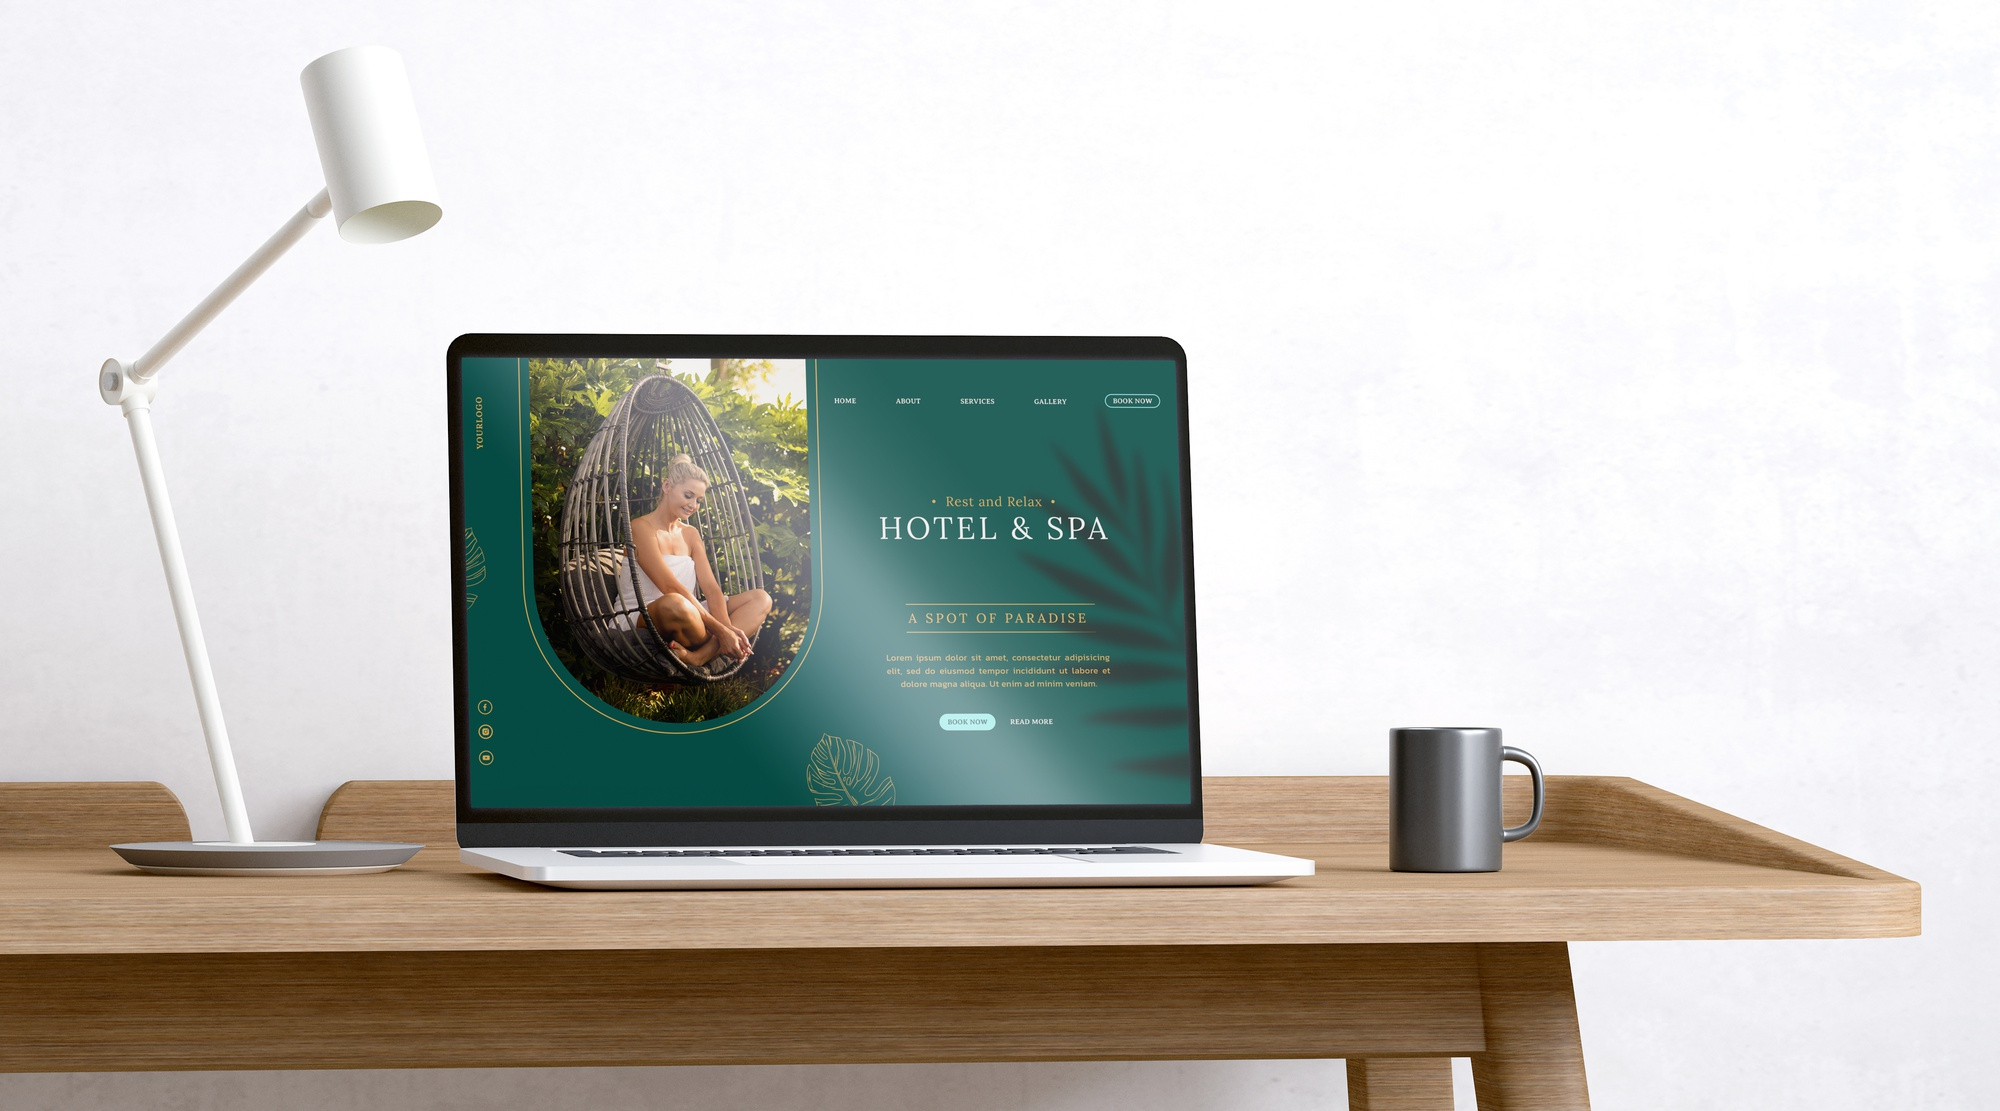 YOURLOGO
HOME ABOUT SERVICES GALLERY BOOK NOW
• Rest and Relax •
HOTEL & SPA
A SPOT OF PARADISE
Lorem ipsum dolor sit amet, consectetur adipisicing
elit, sed do eiusmod tempor incididunt ut labore et
dolore magna aliqua. Ut enim ad minim veniam.
BOOK NOW READ MORE